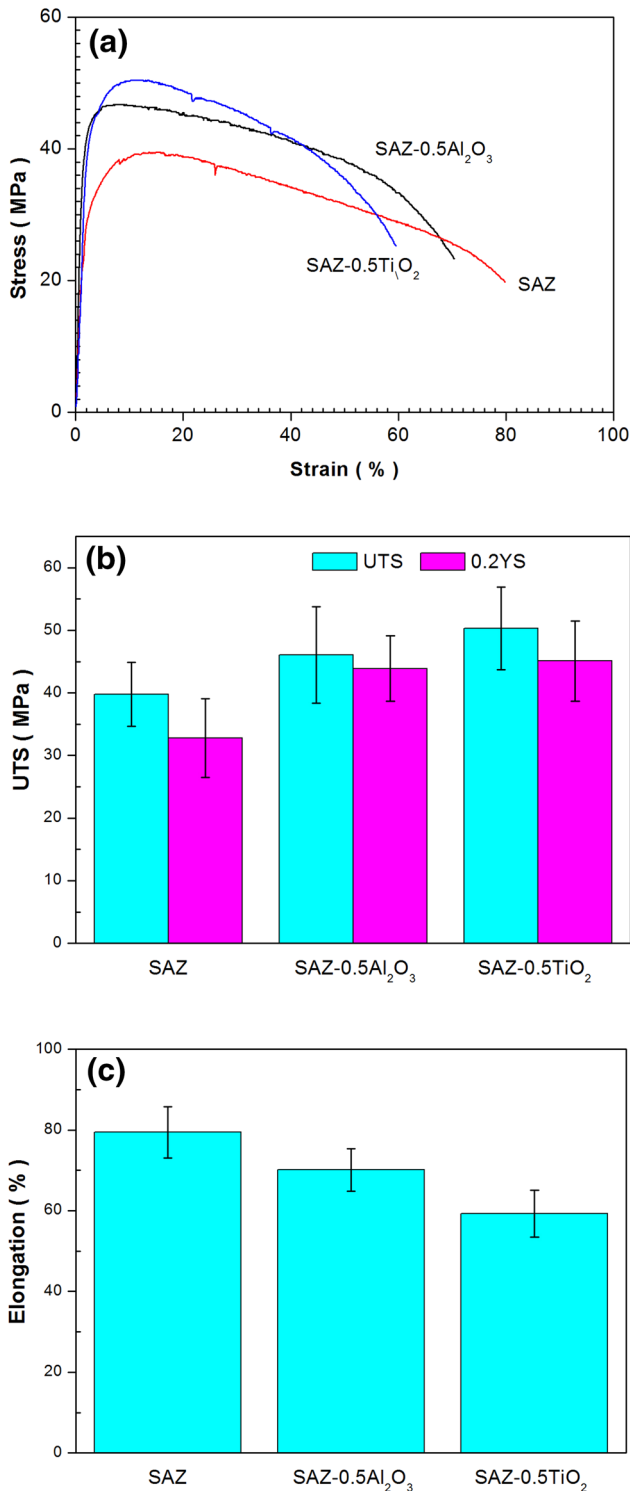 (a)
60
40
20
0
Stress ( MPa )
SAZ-0.5Al₂O₃
SAZ-0.5Ti\O₂
SAZ
0 20 40 60 80 100
Strain ( % )
(b)
UTS 0.2YS
60
50
40
30
20
10
0
UTS ( MPa )
SAZ SAZ-0.5Al₂O₃ SAZ-0.5TiO₂
(c)
100
80
60
40
20
0
Elongation ( % )
SAZ SAZ-0.5Al₂O₃ SAZ-0.5TiO₂